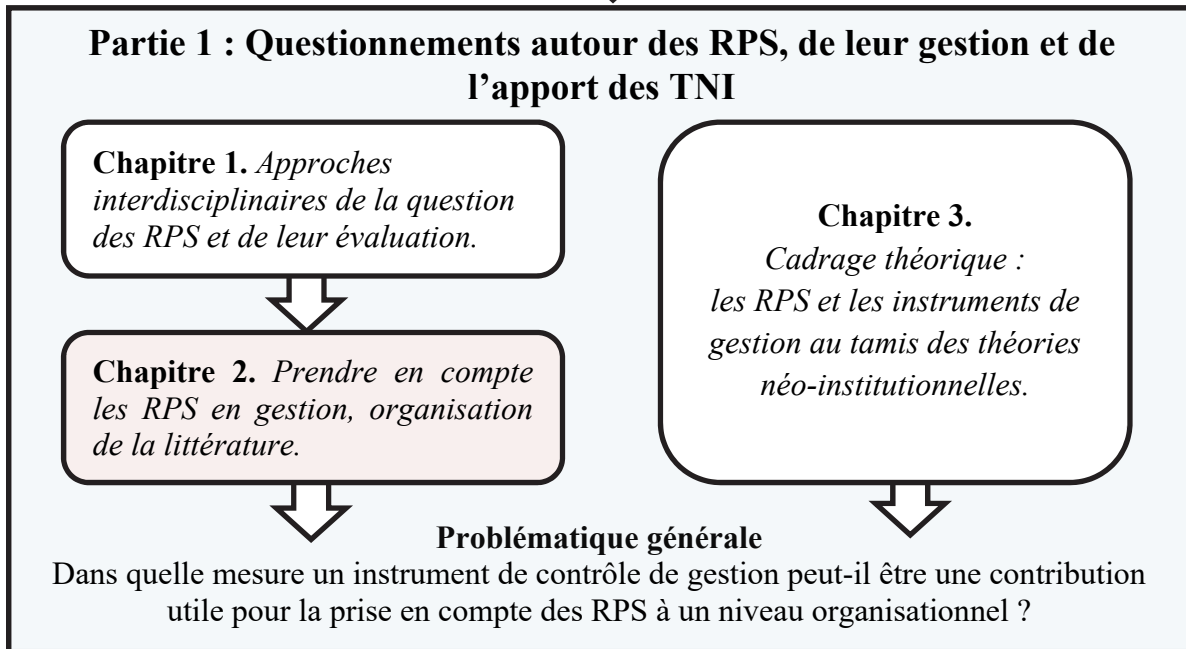 Partie 1 : Questionnements autour des RPS, de leur gestion et de
l’apport des TNI
Chapitre 1. Approches
interdisciplinaires de la question
des RPS et de leur évaluation.
Chapitre 2. Prendre en compte
les RPS en gestion, organisation
de la littérature.
Chapitre 3.
Cadrage théorique :
les RPS et les instruments de
gestion au tamis des théories
néo-institutionnelles.
Problématique générale
Dans quelle mesure un instrument de contrôle de gestion peut-il être une contribution
utile pour la prise en compte des RPS à un niveau organisationnel ?